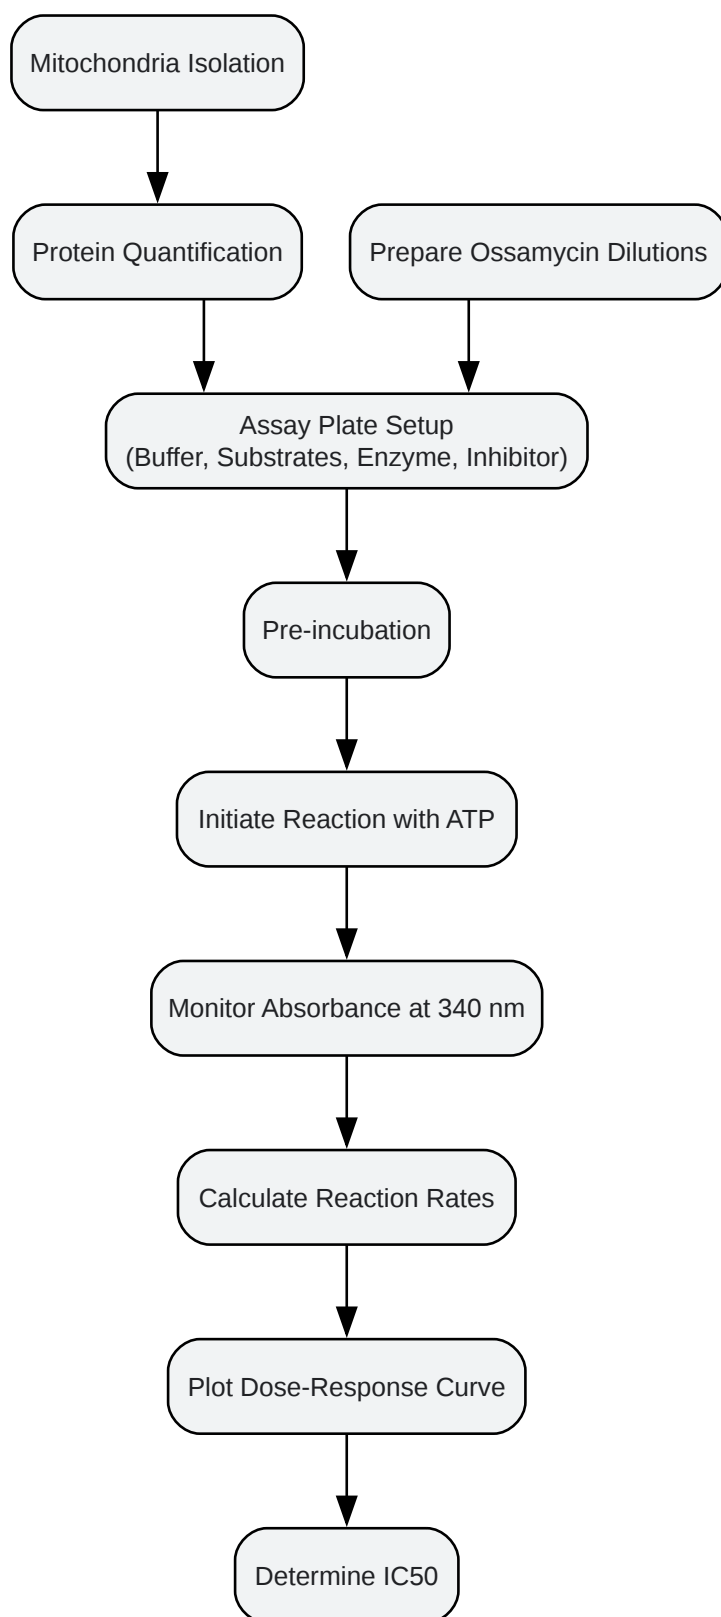 Mitochondria Isolation
Protein Quantification
Prepare Ossamycin Dilutions
Assay Plate Setup
(Buffer, Substrates, Enzyme, Inhibitor)
Pre-incubation
Initiate Reaction with ATP
Monitor Absorbance at 340 nm
Calculate Reaction Rates
Plot Dose-Response Curve
Determine IC50